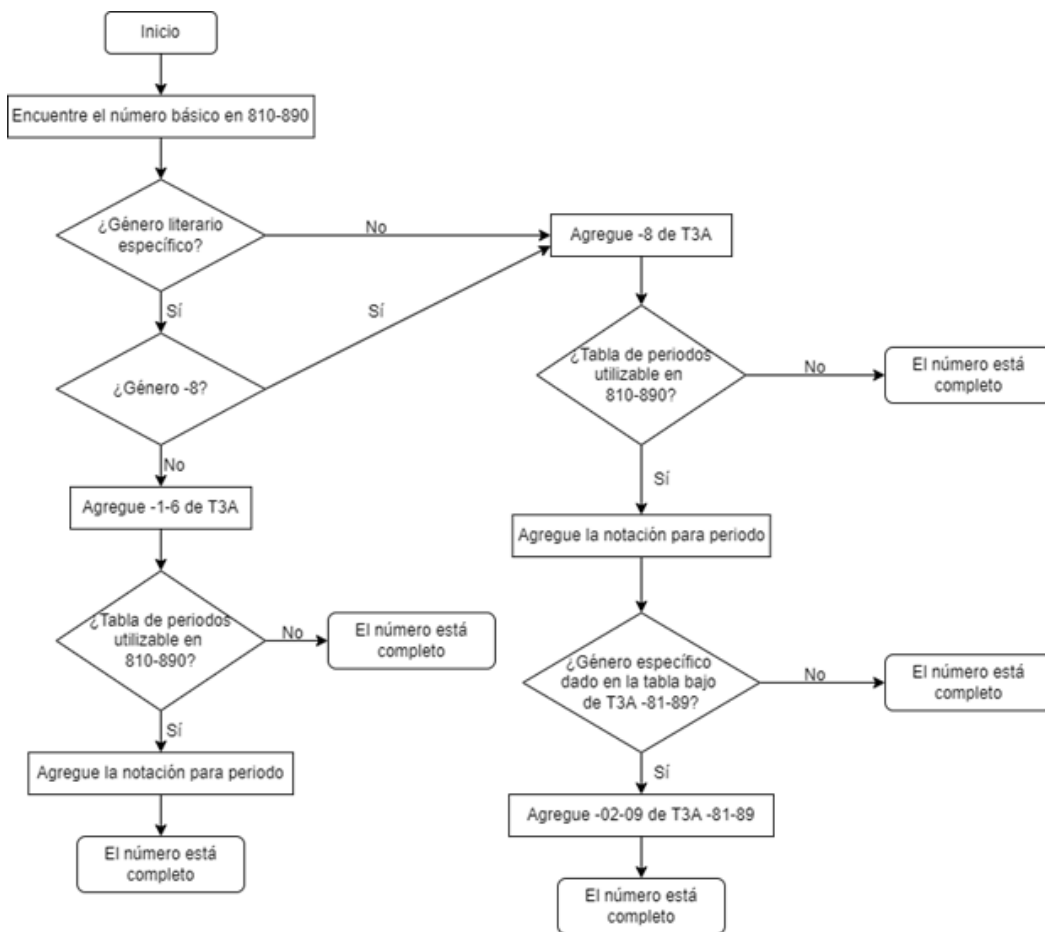 Inicio
Encuentre el número básico en 810-890
¿Género literario
específico?
No
Sí
Sí
¿Género -8?
No
Agregue -1-6 de T3A
¿Tabla de periodos
utilizable en
810-890?
No
El número está
completo
Sí
Agregue la notación para periodo
El número está
completo
Agregue -8 de T3A
¿Tabla de periodos
utilizable en
810-890?
No
El número está
completo
Sí
Agregue la notación para periodo
¿Género específico
dado en la tabla bajo
de T3A -81-89?
No
El número está
completo
Sí
Agregue -02-09 de T3A -81-89
El número está
completo